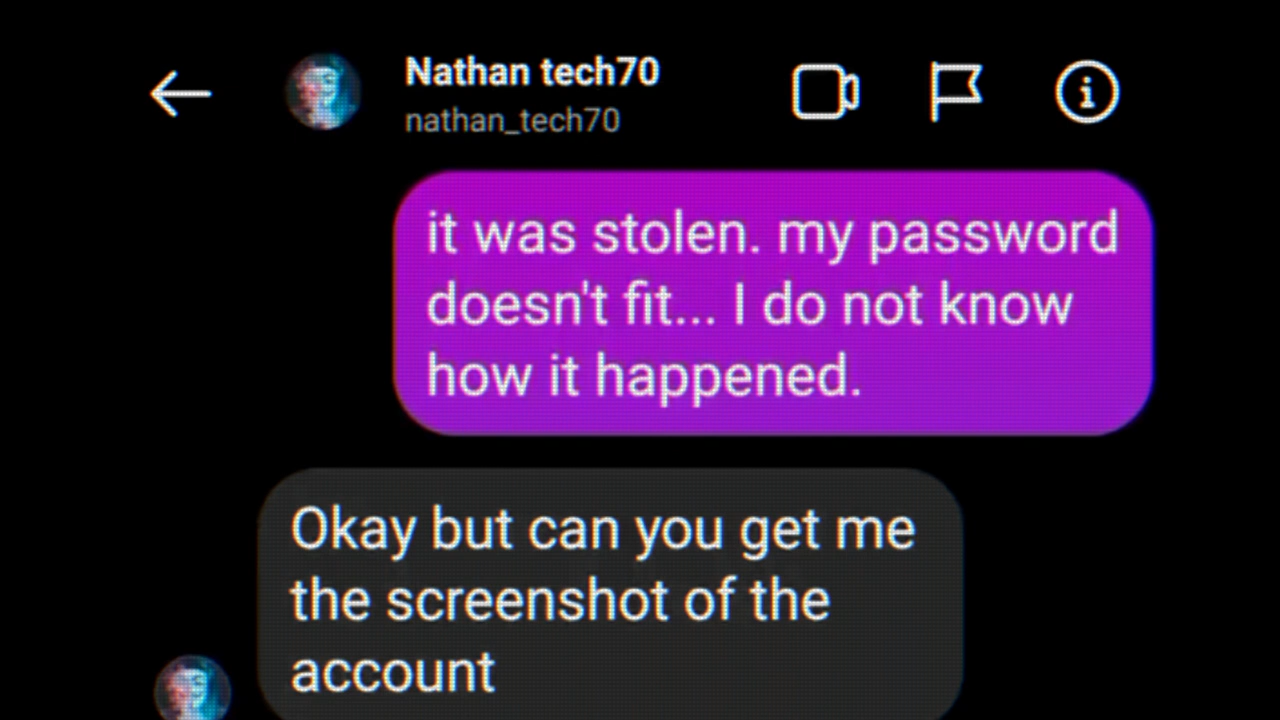 Nathan tech70
nathan_tech70
it was stolen. my password
doesn't fit... I do not know
how it happened.
Okay but can you get me
the screenshot of the
account